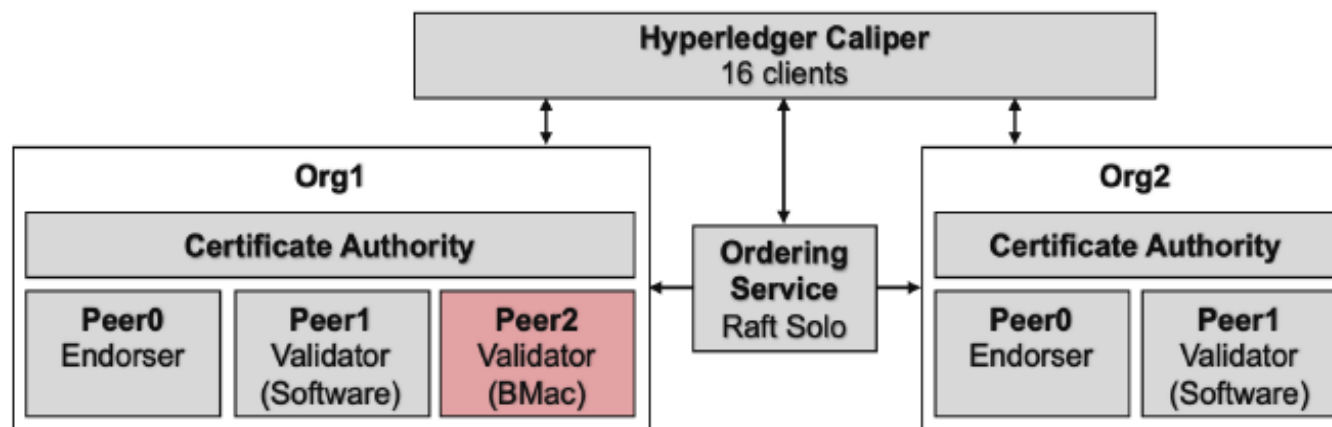 Hyperledger Caliper
16 clients
Org1
Certificate Authority
Peer0
Endorser
Peer1
Validator
(Software)
Peer2
Validator
(BMac)
Ordering
Service
Raft Solo
Org2
Certificate Authority
Peer0
Endorser
Peer1
Validator
(Software)